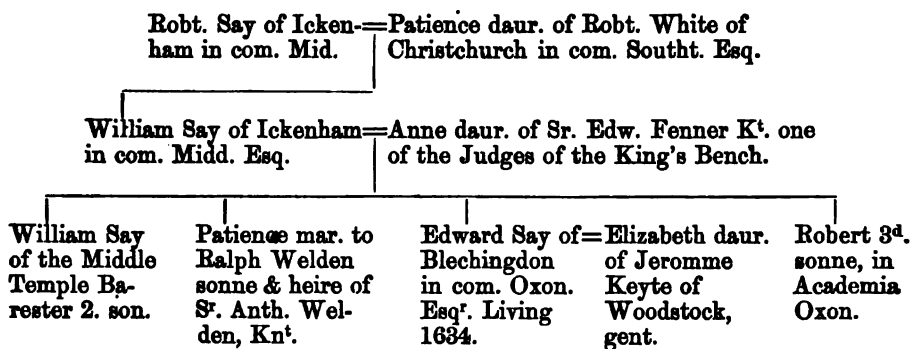 Robt. Say of Icken-=Patience daur. of Robt. White of
ham in com. Mid. Christchurch in com. Southt. Esq.
William Say of Ickenham=Anne daur. of Sr. Edw. Fenner Kt. one
in com. Midd. Esq. of the Judges of the King's Bench.
William Say
of the Middle
Temple Ba-
rester 2. son.
Patience mar. to
Ralph Welden
sonne & heire of
Sr. Anth. Wel-
den, Knt.
Edward Say of=Elizabeth daur.
Blechingdon of Jeromme
in com. Oxon. Keyte of
Esqr. Living Woodstock,
1634. gent.
Robert 3d.
sonne, in
Academia
Oxon.